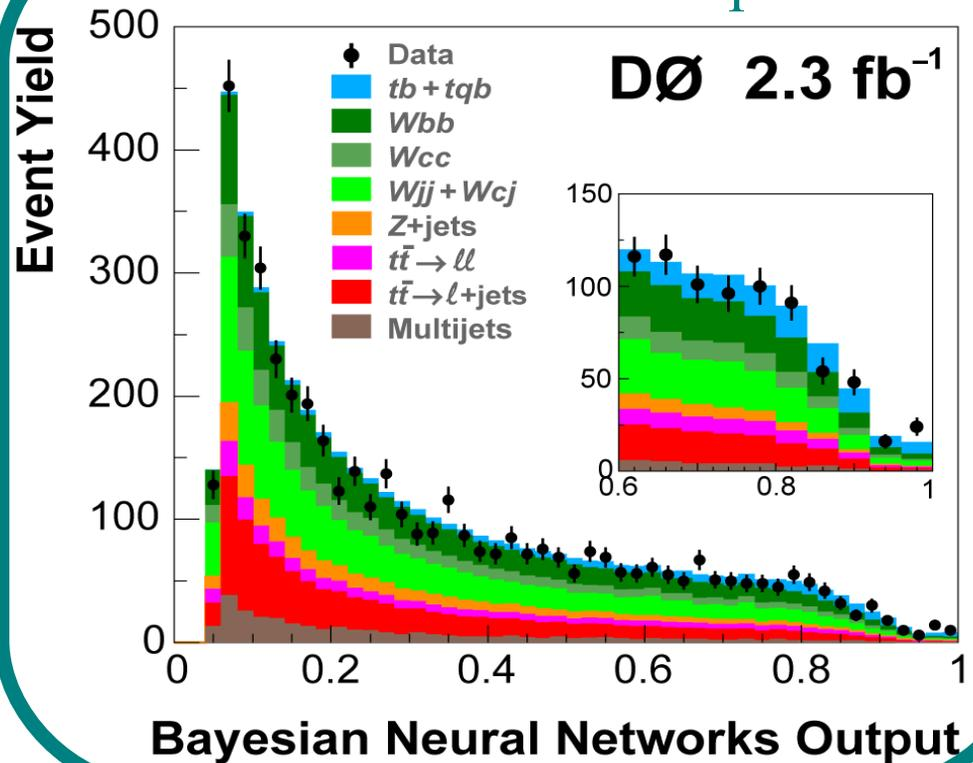 p
Event Yield
500
400
300
200
100
0
Data
tb + tqb
Wbb
Wcc
Wjj + Wcj
Z+jets
tt̄ → ℓℓ
tt̄ → ℓ+jets
Multijets
DØ 2.3 fb⁻¹
150
100
50
0
0.6 0.8 1
0 0.2 0.4 0.6 0.8 1
Bayesian Neural Networks Output